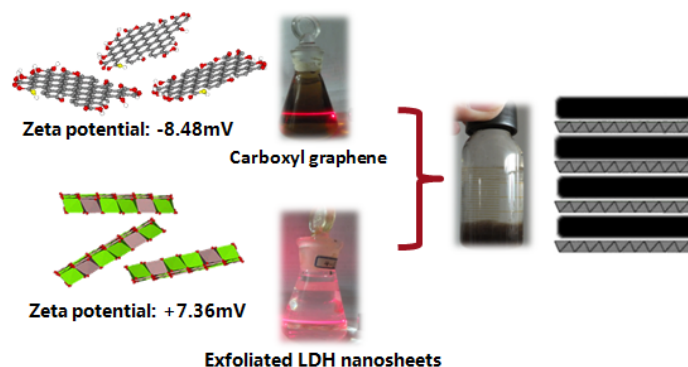 Zeta potential: -8.48mV
Carboxyl graphene
Zeta potential: +7.36mV
Exfoliated LDH nanosheets